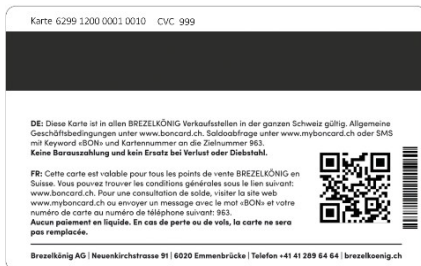 Karte 6299 1200 0001 0010 CVC 999
DE: Diese Karte ist in allen BREZELKÖNIG Verkaufsstellen in der ganzen Schweiz gültig. Allgemeine
Geschäftsbedingungen unter www.boncard.ch. Saldoabfrage unter www.myboncard.ch oder SMS
mit Keyword «BON» und Kartennummer an die Zielnummer 963.
Keine Barauszahlung und kein Ersatz bei Verlust oder Diebstahl.
FR: Cette carte est valable pour tous les points de vente BREZELKÖNIG en
Suisse. Vous pouvez trouver les conditions générales sous le lien suivant:
www.boncard.ch. Pour une consultation de solde, visiter la site web
www.myboncard.ch ou envoyer un message avec le mot «BON» et votre
numéro de carte au numéro de téléphone suivant: 963.
Aucun paiement en liquide. En cas de perte ou de vols, la carte ne sera
pas remplacée.
Brezelkönig AG | Neuenkirchstrasse 91 | 6020 Emmenbrücke | Telefon +41 41 289 64 64 | brezelkoenig.ch